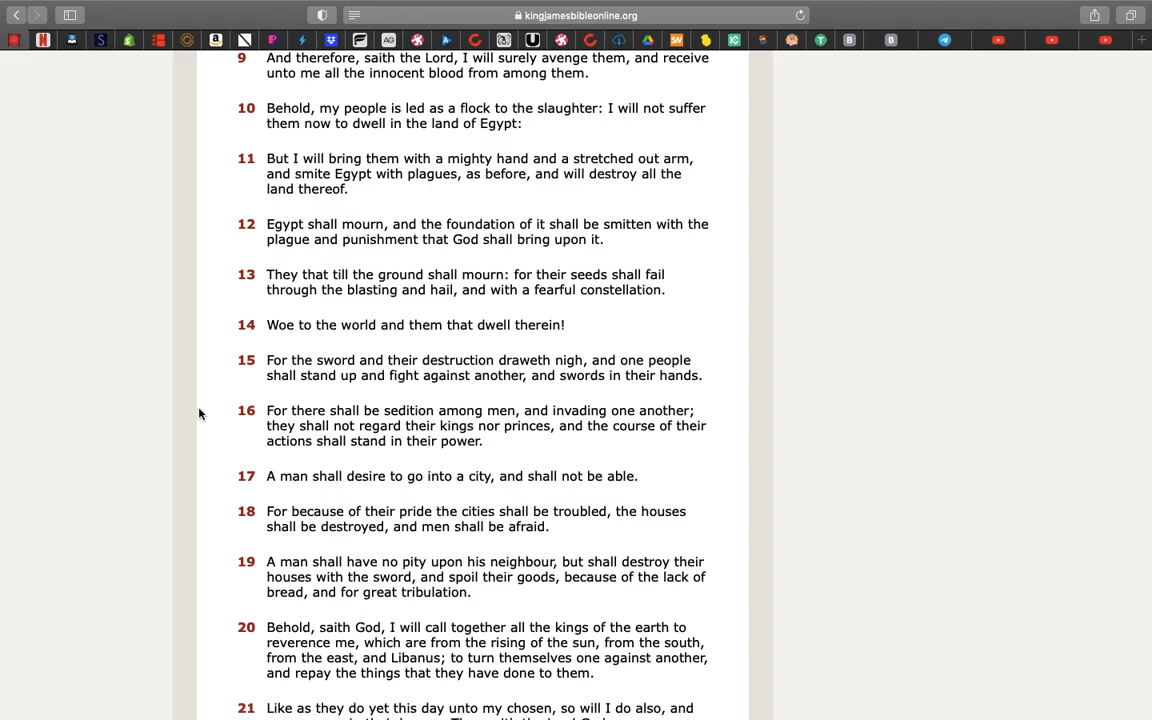 kingjamesbibleonline.org
9 And therefore, saith the Lord, I will surely avenge them, and receive
unto me all the innocent blood from among them.
10 Behold, my people is led as a flock to the slaughter: I will not suffer
them now to dwell in the land of Egypt:
11 But I will bring them with a mighty hand and a stretched out arm,
and smite Egypt with plagues, as before, and will destroy all the
land thereof.
12 Egypt shall mourn, and the foundation of it shall be smitten with the
plague and punishment that God shall bring upon it.
13 They that till the ground shall mourn: for their seeds shall fail
through the blasting and hail, and with a fearful constellation.
14 Woe to the world and them that dwell therein!
15 For the sword and their destruction draweth nigh, and one people
shall stand up and fight against another, and swords in their hands.
16 For there shall be sedition among men, and invading one another;
they shall not regard their kings nor princes, and the course of their
actions shall stand in their power.
17 A man shall desire to go into a city, and shall not be able.
18 For because of their pride the cities shall be troubled, the houses
shall be destroyed, and men shall be afraid.
19 A man shall have no pity upon his neighbour, but shall destroy their
houses with the sword, and spoil their goods, because of the lack of
bread, and for great tribulation.
20 Behold, saith God, I will call together all the kings of the earth to
reverence me, which are from the rising of the sun, from the south,
from the east, and Libanus; to turn themselves one against another,
and repay the things that they have done to them.
21 Like as they do yet this day unto my chosen, so will I do also, and